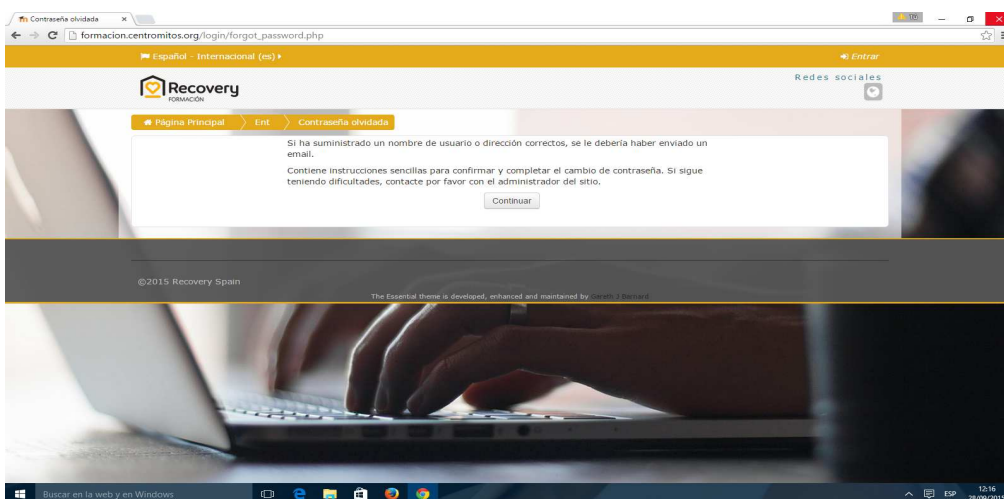 Contraseña olvidada
formacion.centromitos.org/login/forgot_password.php
Español - Internacional (es)
Entrar
Recovery
FORMACIÓN
Redes sociales
Página Principal
Ent
Contraseña olvidada
Si ha suministrado un nombre de usuario o dirección correctos, se le debería haber enviado un
email.
Contiene instrucciones sencillas para confirmar y completar el cambio de contraseña. Si sigue
teniendo dificultades, contacte por favor con el administrador del sitio.
Continuar
©2015 Recovery Spain
The Essential theme is developed, enhanced and maintained by Gareth J Barnard
Buscar en la web y en Windows
ESP
12:16